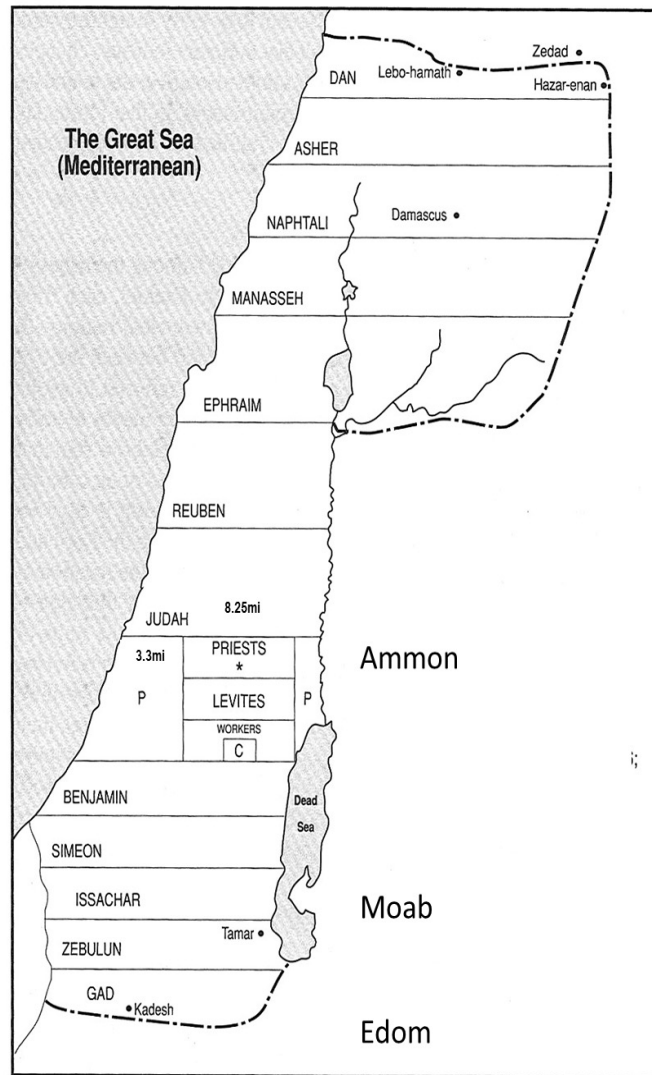 Zedad
Lebo-hamath
DAN
Hazar-enan
The Great Sea
(Mediterranean)
ASHER
NAPHTALI
Damascus
MANASSEH
EPHRAIM
REUBEN
8.25mi
JUDAH
3.3mi
PRIESTS
*
Ammon
P
LEVITES
P
WORKERS
C
i;
BENJAMIN
Dead
Sea
SIMEON
ISSACHAR
Moab
Tamar
ZEBULUN
GAD
Kadesh
Edom